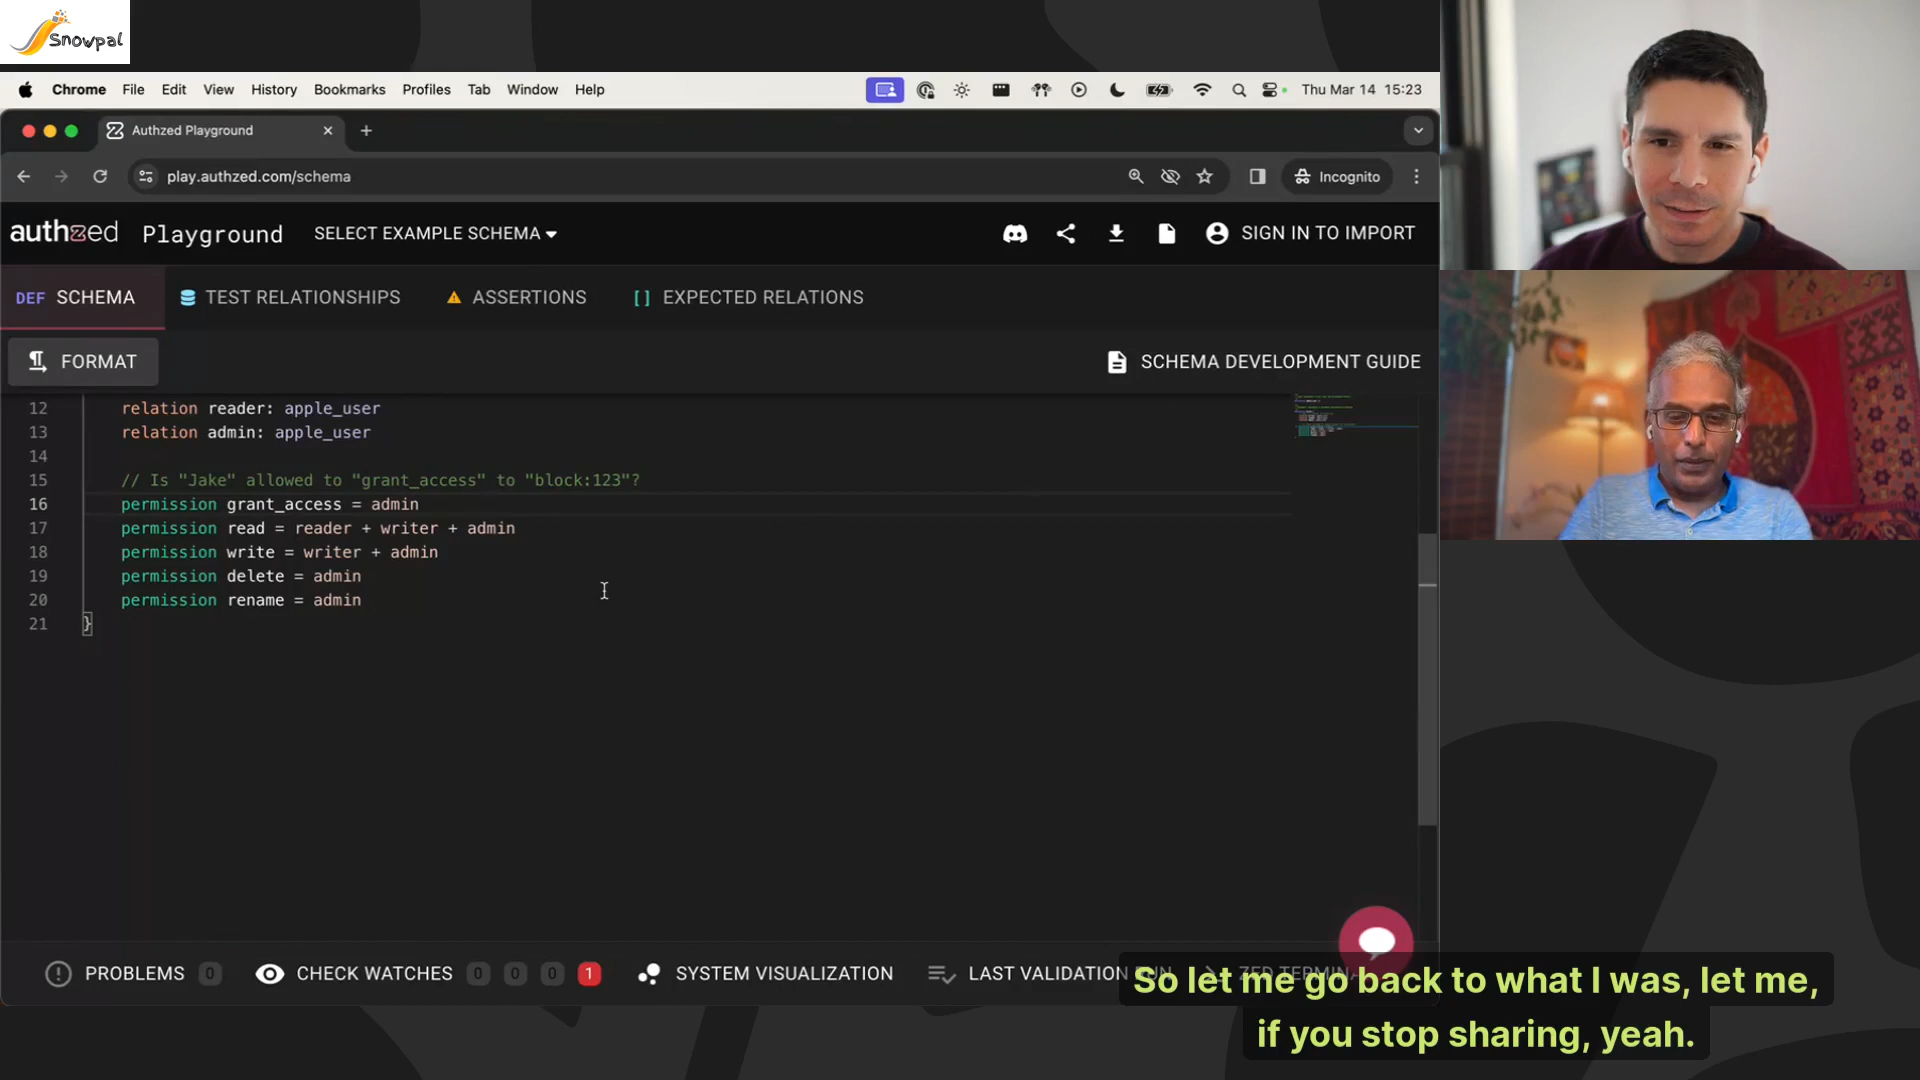 Snowpal
Chrome File Edit View History Bookmarks Profiles Tab Window Help Thu Mar 14 15:23
Authzed Playground
play.authzed.com/schema Incognito
authzed Playground SELECT EXAMPLE SCHEMA SIGN IN TO IMPORT
DEF SCHEMA TEST RELATIONSHIPS ASSERTIONS [ ] EXPECTED RELATIONS
FORMAT SCHEMA DEVELOPMENT GUIDE
12 relation reader: apple_user
13 relation admin: apple_user
14
15 // Is "Jake" allowed to "grant_access" to "block:123"?
16 permission grant_access = admin
17 permission read = reader + writer + admin
18 permission write = writer + admin
19 permission delete = admin
20 permission rename = admin
21 }
PROBLEMS 0 CHECK WATCHES 0 0 0 1 SYSTEM VISUALIZATION LAST VALIDATION RUN
So let me go back to what I was, let me,
if you stop sharing, yeah.